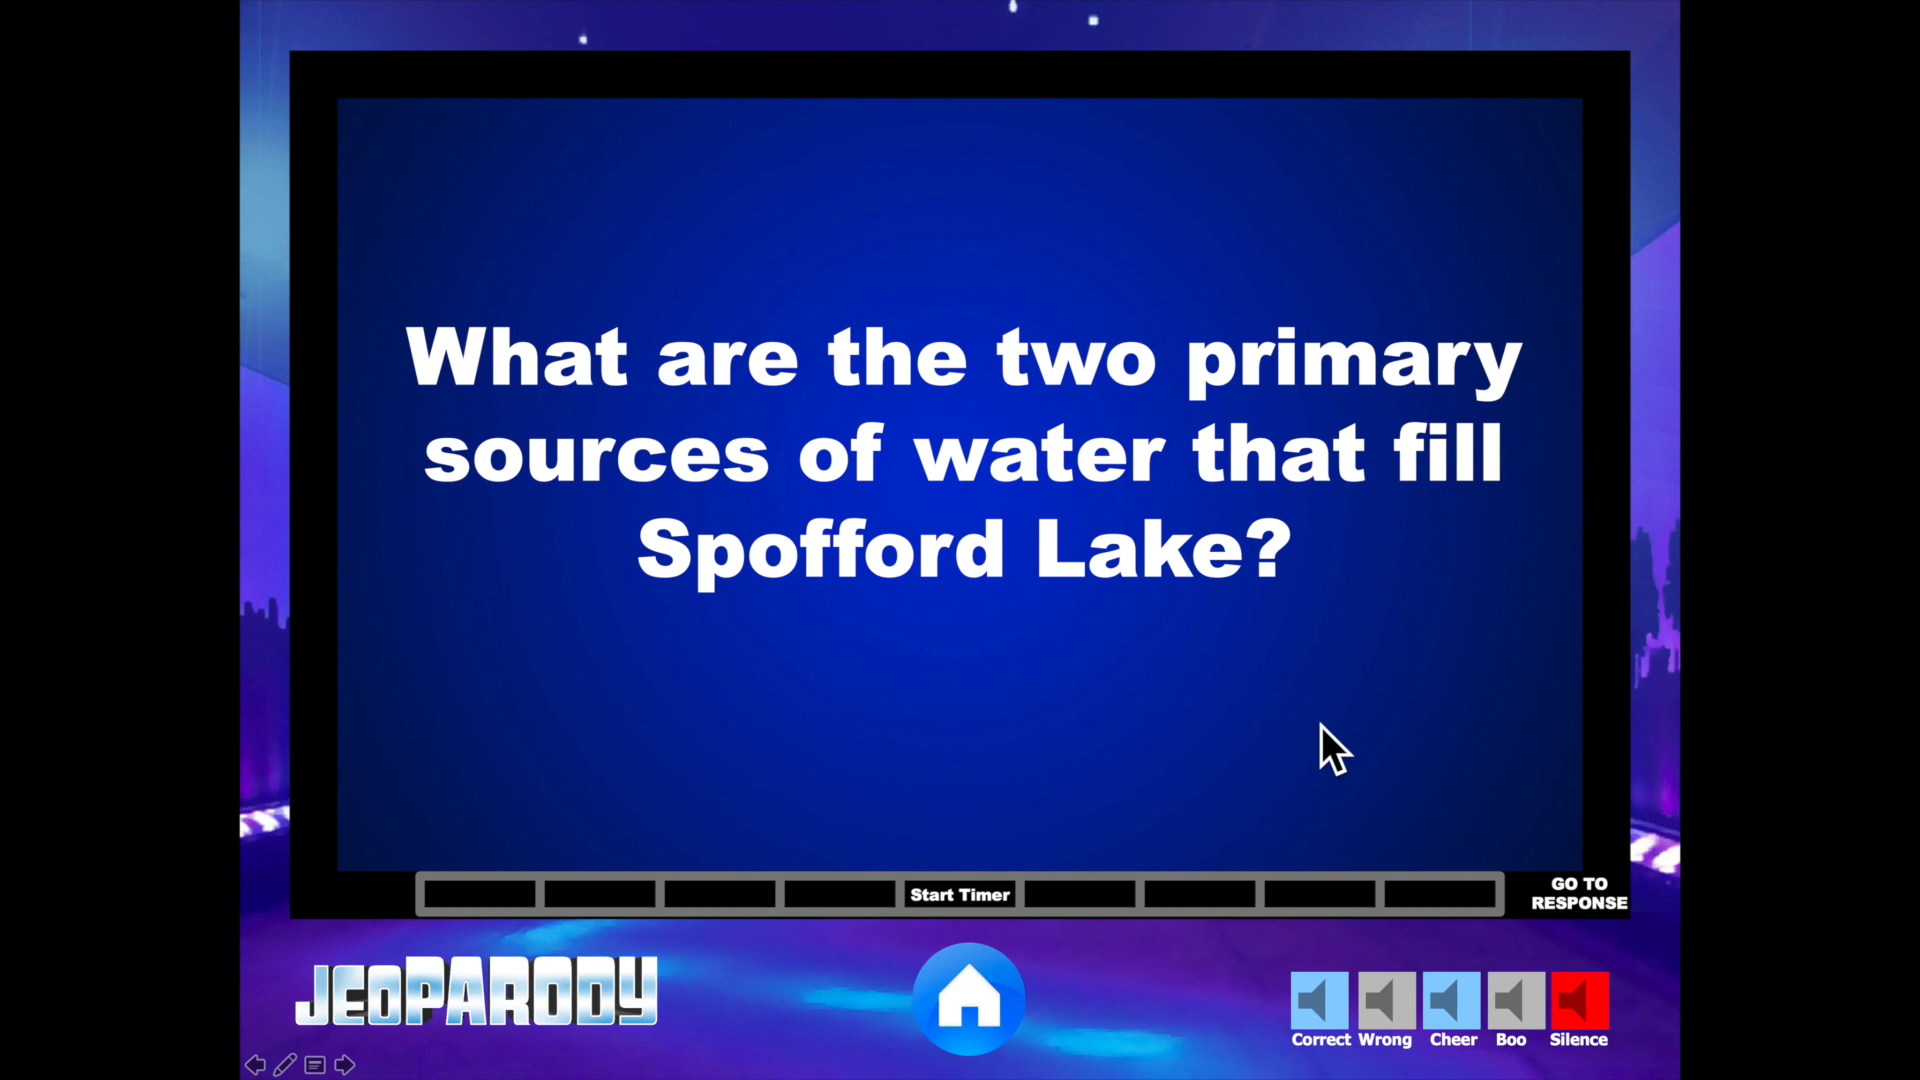 What are the two primary
sources of water that fill
Spofford Lake?
Start Timer
GO TO
RESPONSE
JEOPARODY
Correct Wrong Cheer Boo Silence